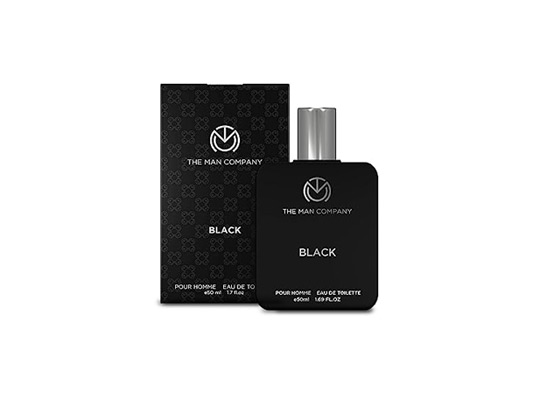 THE MAN COMPANY
BLACK
POUR HOMME EAU DE TO
e50 ml 1.7 fl.oz
THE MAN COMPANY
BLACK
POUR HOMME EAU DE TOILETTE
e50ml 1.69 FL.OZ